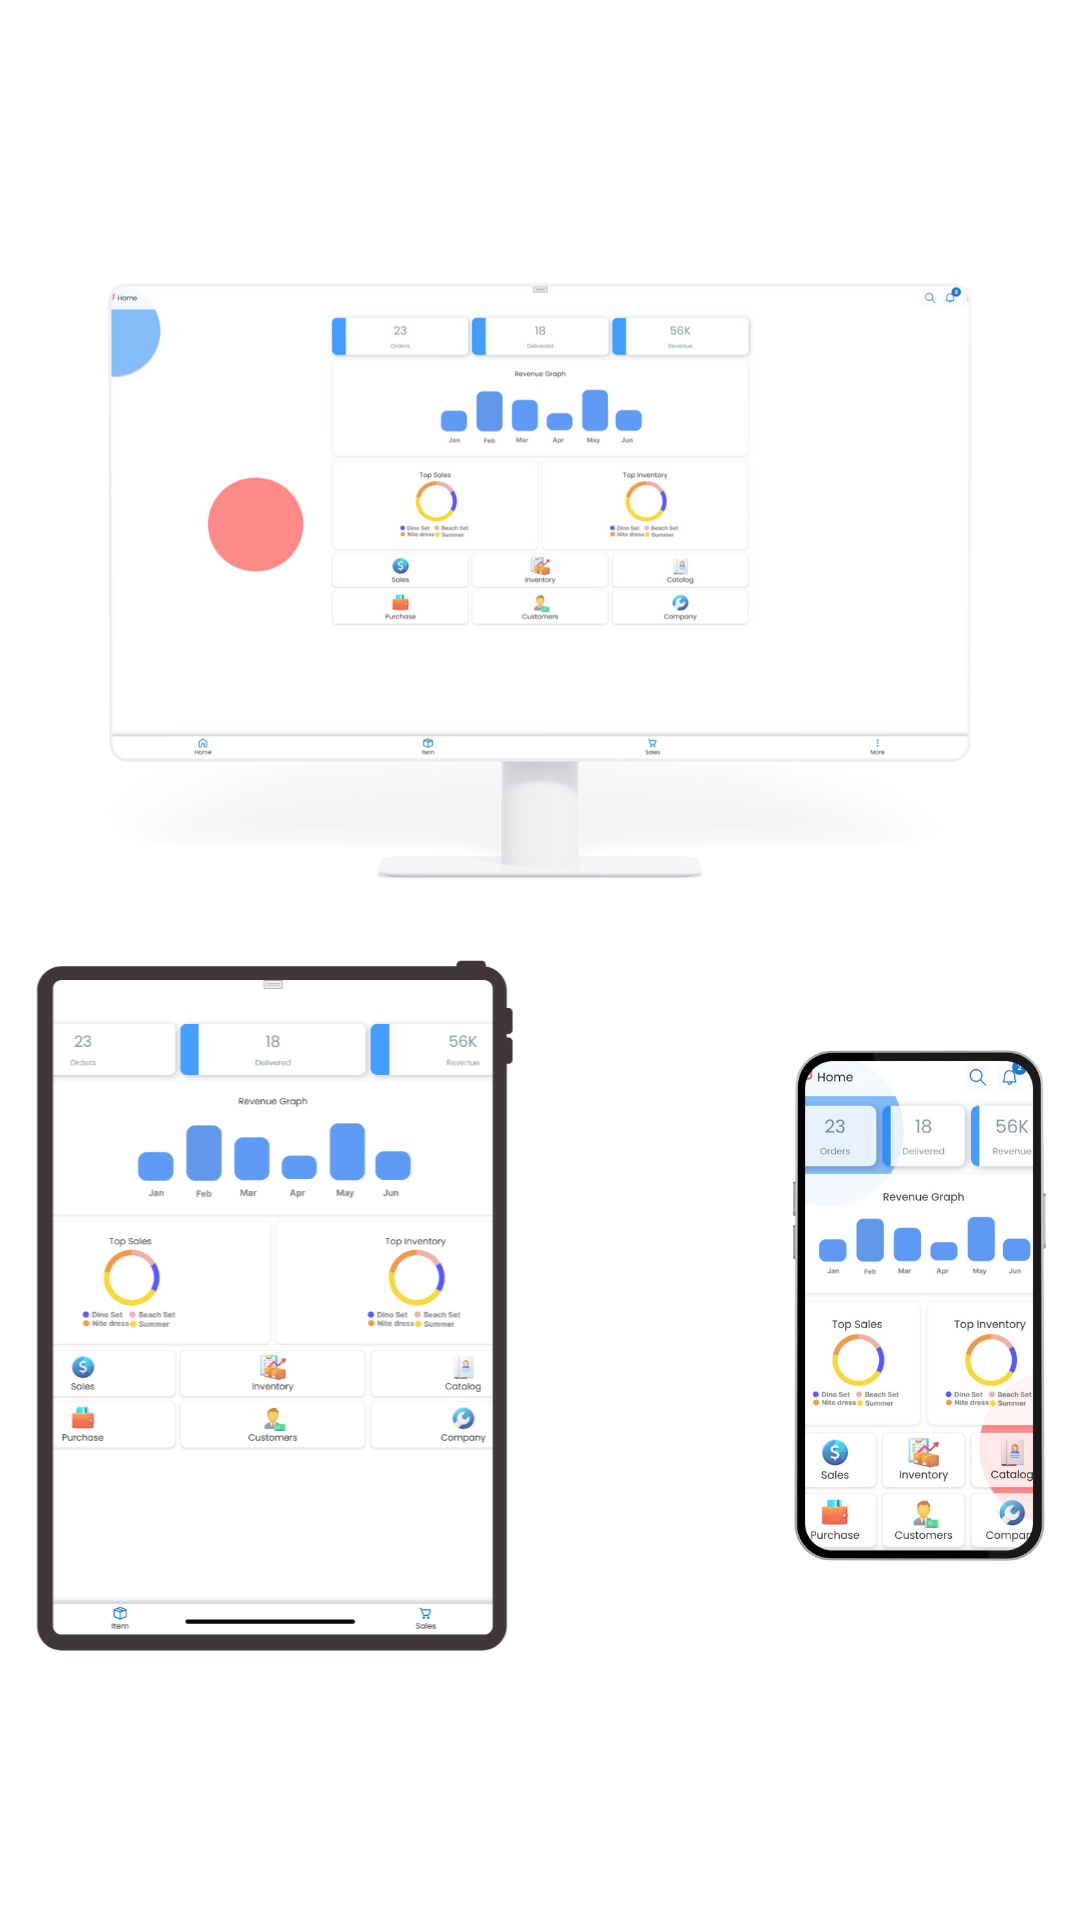 Home
2
23 18 56K
Orders Delivered Revenue
Revenue Graph
Jan Feb Mar Apr May Jun
Top Sales Top Inventory
Dino Set Beach Set Dino Set Beach Set
Nite dress Summer Nite dress Summer
Sales Inventory Catalog
Purchase Customers Company
Home Item Sales More
23 18 56K
Orders Delivered Revenue
Revenue Graph
Jan Feb Mar Apr May Jun
Top Sales Top Inventory
Dino Set Beach Set Dino Set Beach Set
Nite dress Summer Nite dress Summer
Sales Inventory Catalog
Purchase Customers Company
Item Sales
Home
23 18 56K
Orders Delivered Revenue
Revenue Graph
Jan Feb Mar Apr May Jun
Top Sales Top Inventory
Dino Set Beach Set Dino Set Beach Set
Nite dress Summer Nite dress Summer
Sales Inventory Catalog
Purchase Customers Compan